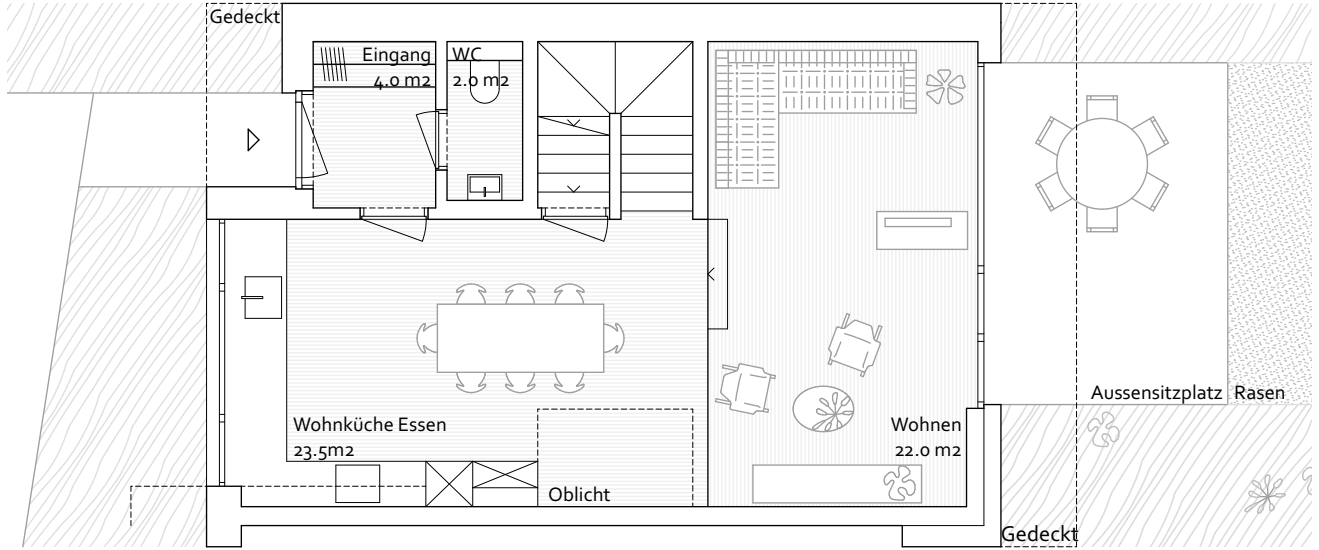 Gedeckt
Eingang
4.0 m2
WC
2.0 m2
Wohnküche Essen
23.5m2
Oblicht
Wohnen
22.0 m2
Aussensitzplatz
Rasen
Gedeckt